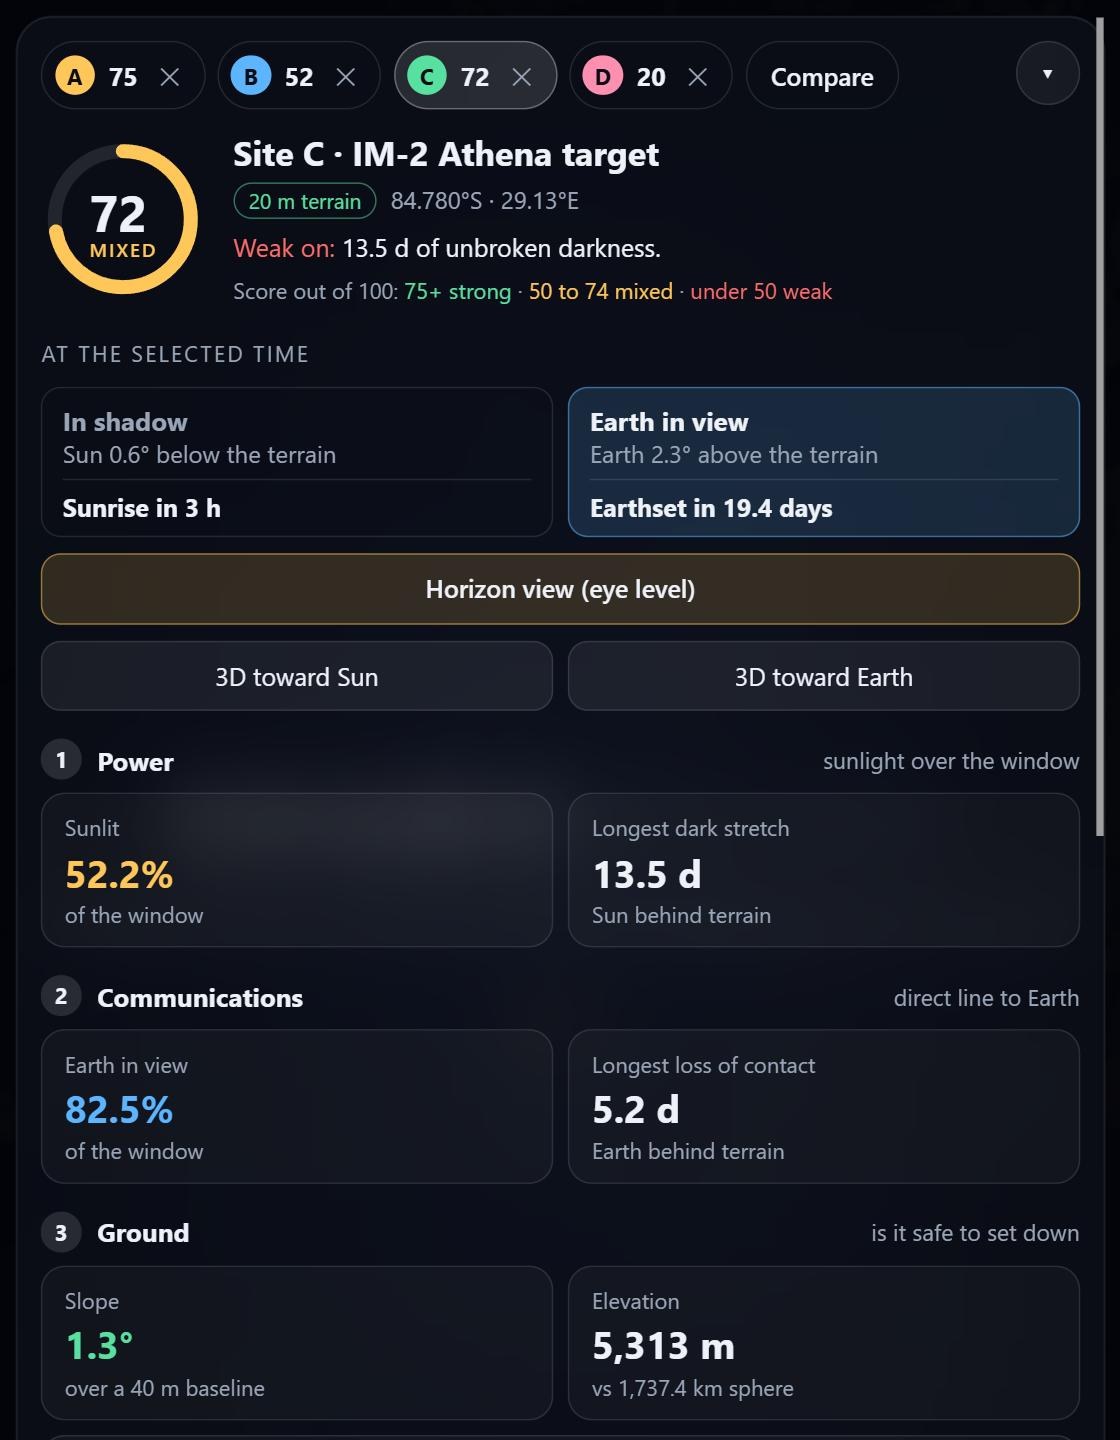 A 75 × B 52 × C 72 × D 20 × Compare ▼
72
MIXED
Site C · IM-2 Athena target
20 m terrain 84.780°S · 29.13°E
Weak on: 13.5 d of unbroken darkness.
Score out of 100: 75+ strong · 50 to 74 mixed · under 50 weak
AT THE SELECTED TIME
In shadow
Sun 0.6° below the terrain
Sunrise in 3 h
Earth in view
Earth 2.3° above the terrain
Earthset in 19.4 days
Horizon view (eye level)
3D toward Sun
3D toward Earth
1 Power sunlight over the window
Sunlit
52.2%
of the window
Longest dark stretch
13.5 d
Sun behind terrain
2 Communications direct line to Earth
Earth in view
82.5%
of the window
Longest loss of contact
5.2 d
Earth behind terrain
3 Ground is it safe to set down
Slope
1.3°
over a 40 m baseline
Elevation
5,313 m
vs 1,737.4 km sphere